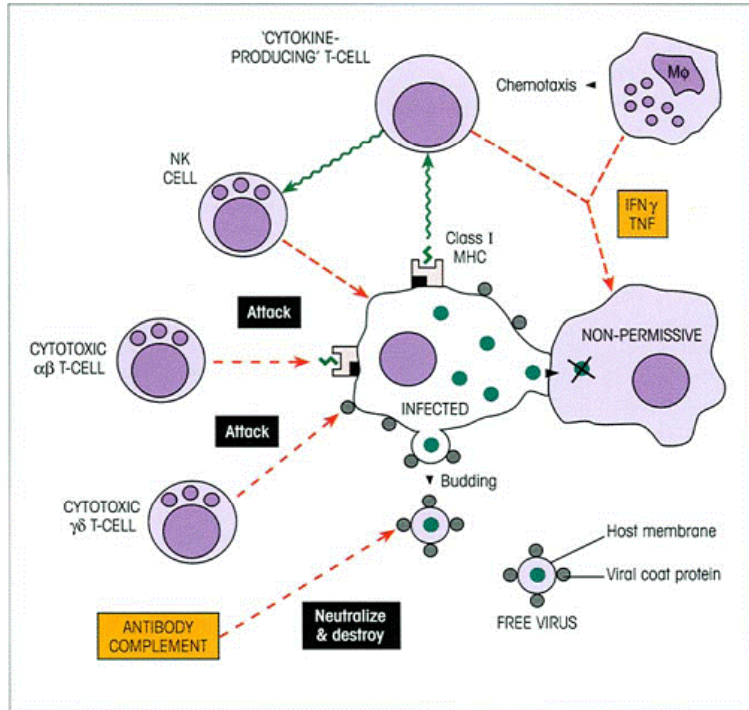 'CYTOKINE-
PRODUCING' T-CELL
Mϕ
Chemotaxis
NK
CELL
IFNγ
TNF
Class I
MHC
Attack
NON-PERMISSIVE
CYTOTOXIC
αβ T-CELL
INFECTED
Attack
Budding
CYTOTOXIC
γδ T-CELL
Host membrane
Viral coat protein
Neutralize
& destroy
ANTIBODY
COMPLEMENT
FREE VIRUS